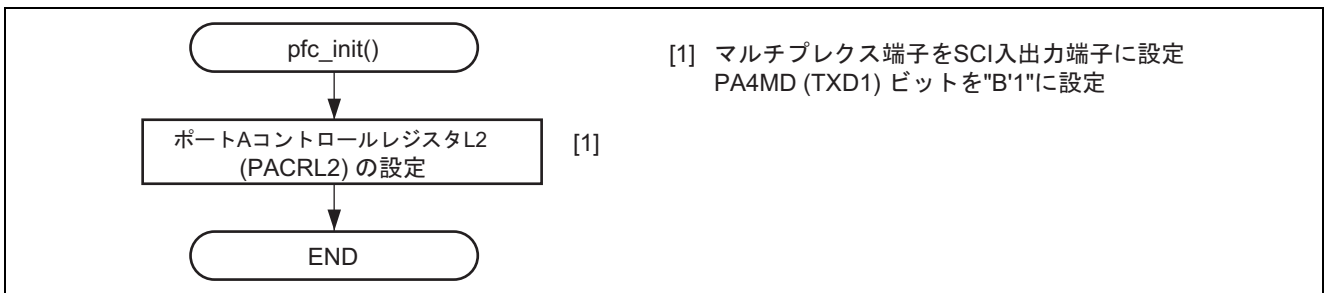 pfc_init()
ポートAコントロールレジスタL2
(PACRL2) の設定
[1]
END
[1] マルチプレクス端子をSCI入出力端子に設定
PA4MD (TXD1) ビットを"B'1"に設定